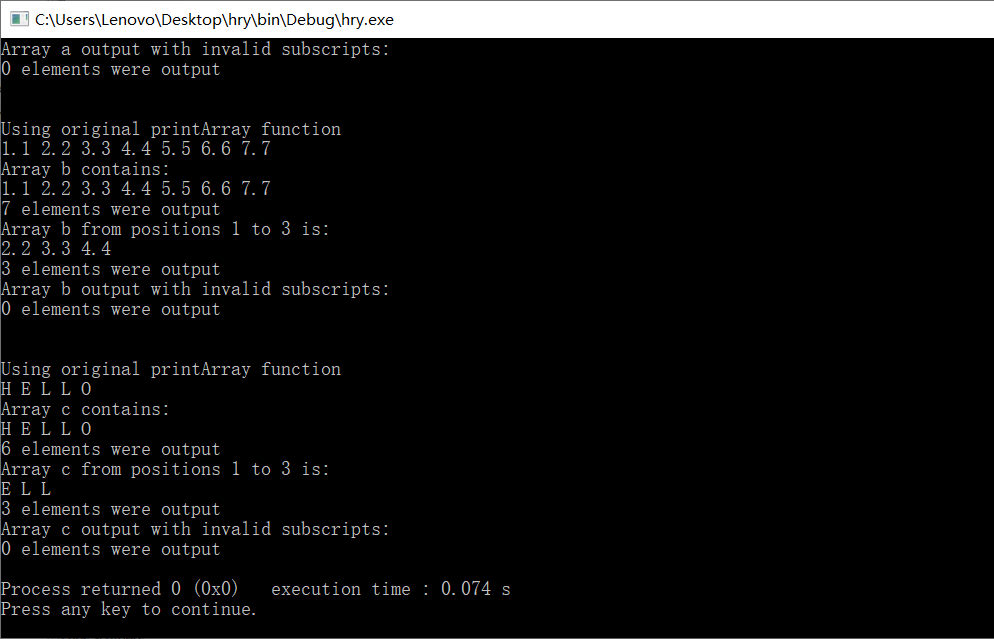 C:\Users\Lenovo\Desktop\hry\bin\Debug\hry.exe
Array a output with invalid subscripts:
0 elements were output
Using original printArray function
1.1 2.2 3.3 4.4 5.5 6.6 7.7
Array b contains:
1.1 2.2 3.3 4.4 5.5 6.6 7.7
7 elements were output
Array b from positions 1 to 3 is:
2.2 3.3 4.4
3 elements were output
Array b output with invalid subscripts:
0 elements were output
Using original printArray function
H E L L O
Array c contains:
H E L L O
6 elements were output
Array c from positions 1 to 3 is:
E L L
3 elements were output
Array c output with invalid subscripts:
0 elements were output
Process returned 0 (0x0)   execution time : 0.074 s
Press any key to continue.